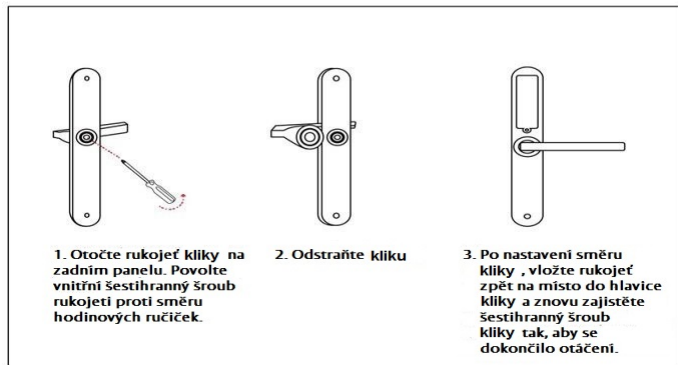 1. Otočte rukojeť kliky na
zadním panelu. Povolte
vnitřní šestihranný šroub
rukojeti proti směru
hodinových ručiček.
2. Odstraňte kliku
3. Po nastavení směru
kliky , vložte rukojeť
zpět na místo do hlavice
kliky a znovu zajistěte
šestihranný šroub
kliky tak, aby se
dokončilo otáčení.